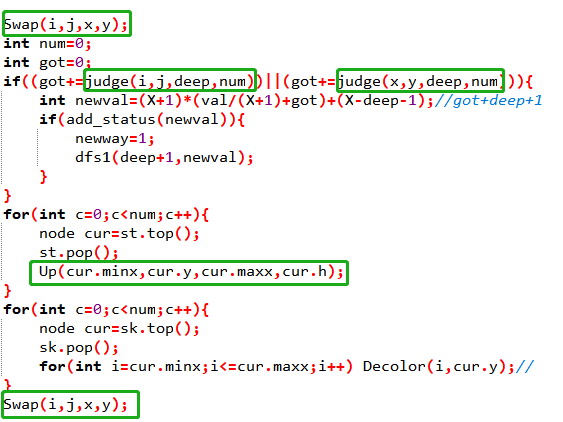 Swap(i,j,x,y);
int num=0;
int got=0;
if((got+=judge(i,j,deep,num))||(got+=judge(x,y,deep,num))){
    int newval=(X+1)*(val/(X+1)+got)+(X-deep-1);//got+deep+1
    if(add_status(newval)){
        newway=1;
        dfs1(deep+1,newval);
    }
}
for(int c=0;c<num;c++){
    node cur=st.top();
    st.pop();
    Up(cur.minx,cur.y,cur.maxx,cur.h);
}
for(int c=0;c<num;c++){
    node cur=sk.top();
    sk.pop();
    for(int i=cur.minx;i<=cur.maxx;i++) Decolor(i,cur.y);//
}
Swap(i,j,x,y);